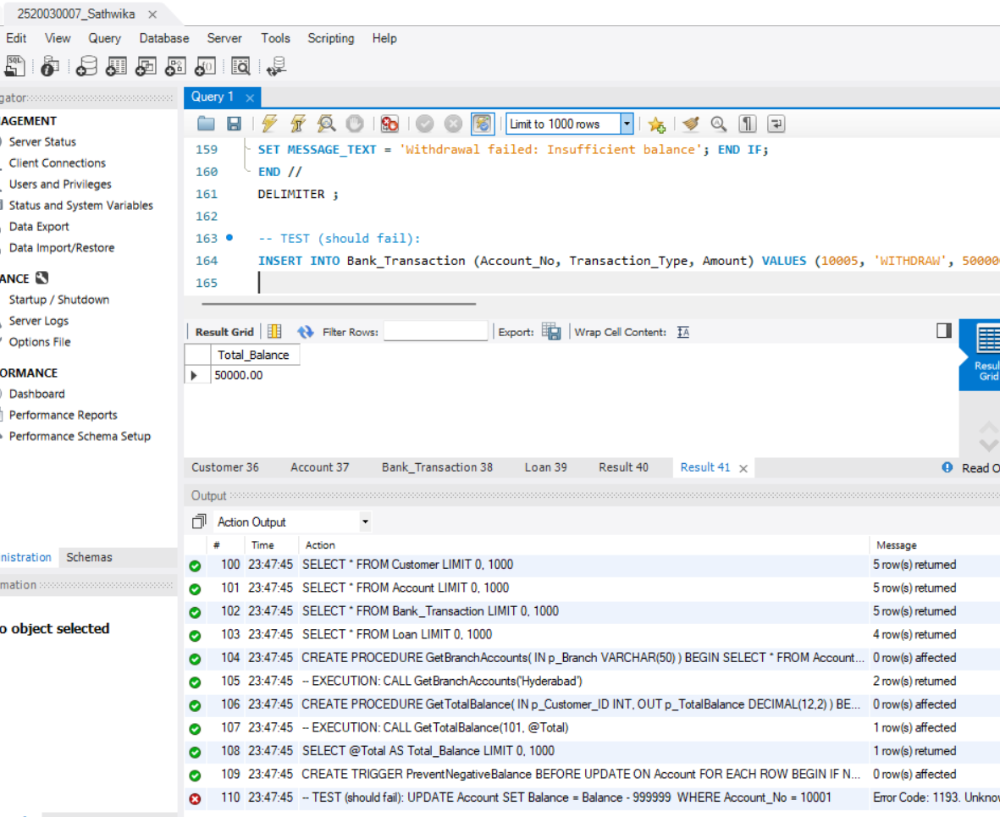 2520030007_Sathwika ×
Edit View Query Database Server Tools Scripting Help
Query 1 ×
Limit to 1000 rows
Server Status
Client Connections
Users and Privileges
Status and System Variables
Data Export
Data Import/Restore
Startup / Shutdown
Server Logs
Options File
Dashboard
Performance Reports
Performance Schema Setup
Administration Schemas
o object selected
159 SET MESSAGE_TEXT = 'Withdrawal failed: Insufficient balance'; END IF;
160 END //
161 DELIMITER ;
162
163 -- TEST (should fail):
164 INSERT INTO Bank_Transaction (Account_No, Transaction_Type, Amount) VALUES (10005, 'WITHDRAW', 50000
165
Result Grid Filter Rows: Export: Wrap Cell Content: IA
Total_Balance
50000.00
Result
Grid
Customer 36 Account 37 Bank_Transaction 38 Loan 39 Result 40 Result 41 × Read O
Output
Action Output
# Time Action Message
100 23:47:45 SELECT * FROM Customer LIMIT 0, 1000 5 row(s) returned
101 23:47:45 SELECT * FROM Account LIMIT 0, 1000 5 row(s) returned
102 23:47:45 SELECT * FROM Bank_Transaction LIMIT 0, 1000 5 row(s) returned
103 23:47:45 SELECT * FROM Loan LIMIT 0, 1000 4 row(s) returned
104 23:47:45 CREATE PROCEDURE GetBranchAccounts( IN p_Branch VARCHAR(50) ) BEGIN SELECT * FROM Account... 0 row(s) affected
105 23:47:45 -- EXECUTION: CALL GetBranchAccounts('Hyderabad') 2 row(s) returned
106 23:47:45 CREATE PROCEDURE GetTotalBalance( IN p_Customer_ID INT, OUT p_TotalBalance DECIMAL(12,2) ) BE... 0 row(s) affected
107 23:47:45 -- EXECUTION: CALL GetTotalBalance(101, @Total) 1 row(s) affected
108 23:47:45 SELECT @Total AS Total_Balance LIMIT 0, 1000 1 row(s) returned
109 23:47:45 CREATE TRIGGER PreventNegativeBalance BEFORE UPDATE ON Account FOR EACH ROW BEGIN IF N... 0 row(s) affected
110 23:47:45 -- TEST (should fail): UPDATE Account SET Balance = Balance - 999999 WHERE Account_No = 10001 Error Code: 1193. Unknow